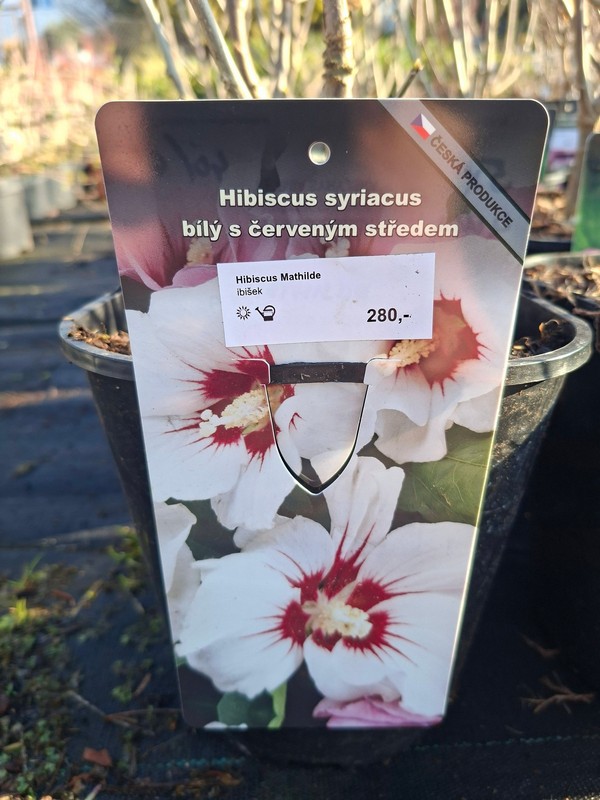 ČESKÁ PRODUKCE
Hibiscus syriacus
bílý s červeným středem
Hibiscus Mathilde
ibišek
280,-